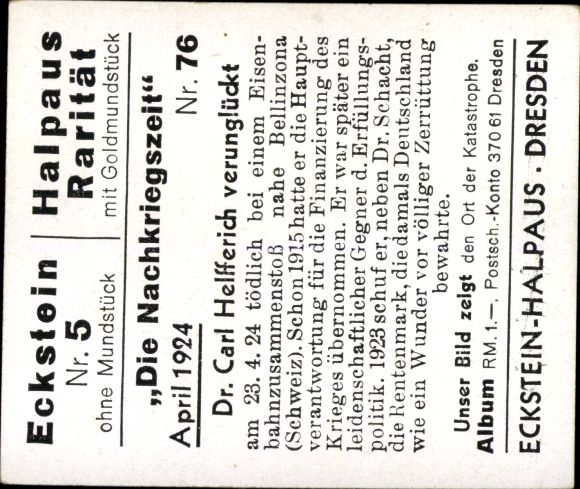 Eckstein | Halpaus
Nr. 5 | Rarität
ohne Mundstück | mit Goldmundstück
„Die Nachkriegszeit“
April 1924 Nr. 76
Dr. Carl Helfferich verunglückt
am 23. 4. 24 tödlich bei einem Eisen-
bahnzusammenstoß nahe Bellinzona
(Schweiz). Schon 1915 hatte er die Haupt-
verantwortung für die Finanzierung des
Krieges übernommen. Er war später ein
leidenschaftlicher Gegner d. Erfüllungs-
politik. 1923 schuf er, neben Dr. Schacht,
die Rentenmark, die damals Deutschland
wie ein Wunder vor völliger Zerrüttung
bewahrte.
Unser Bild zeigt den Ort der Katastrophe.
Album RM. 1.—, Postsch.-Konto 370 61 Dresden
ECKSTEIN-HALPAUS · DRESDEN